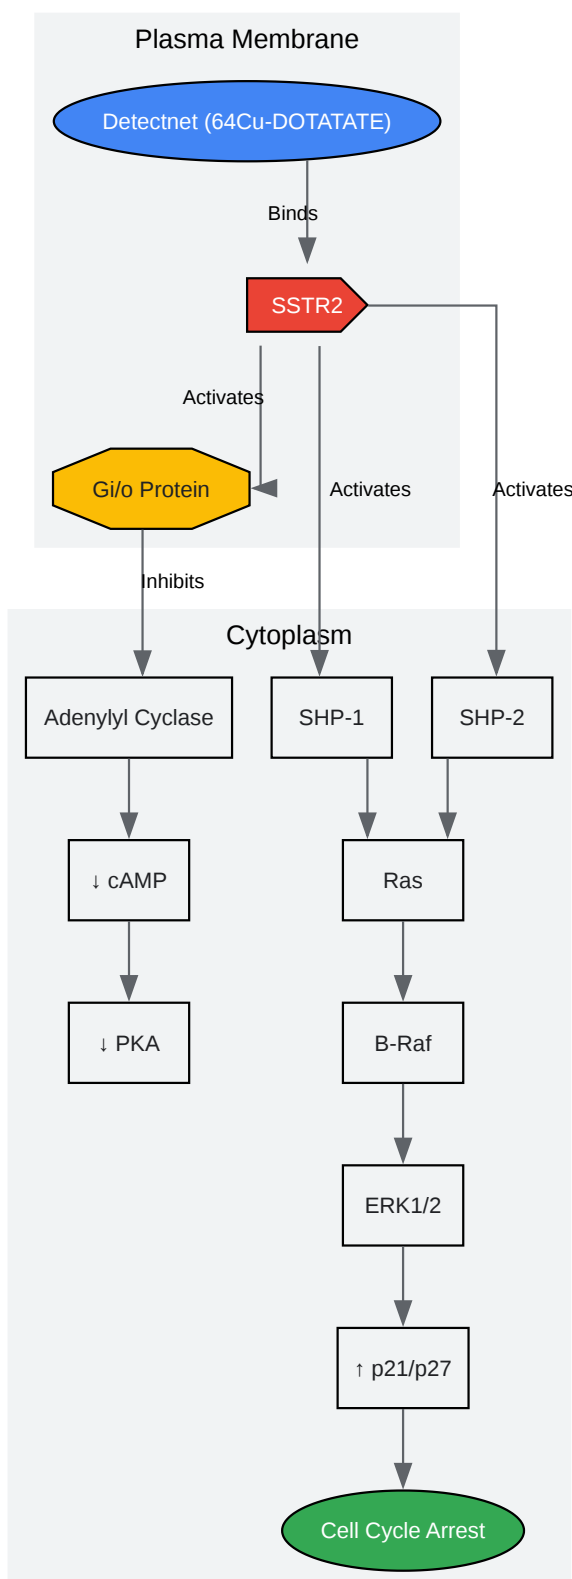 Plasma Membrane
Detectnet (64Cu-DOTATATE)
Binds
SSTR2
Activates
Gi/o Protein
Activates
Activates
Inhibits
Cytoplasm
Adenylyl Cyclase
SHP-1
SHP-2
↓ cAMP
Ras
↓ PKA
B-Raf
ERK1/2
↑ p21/p27
Cell Cycle Arrest